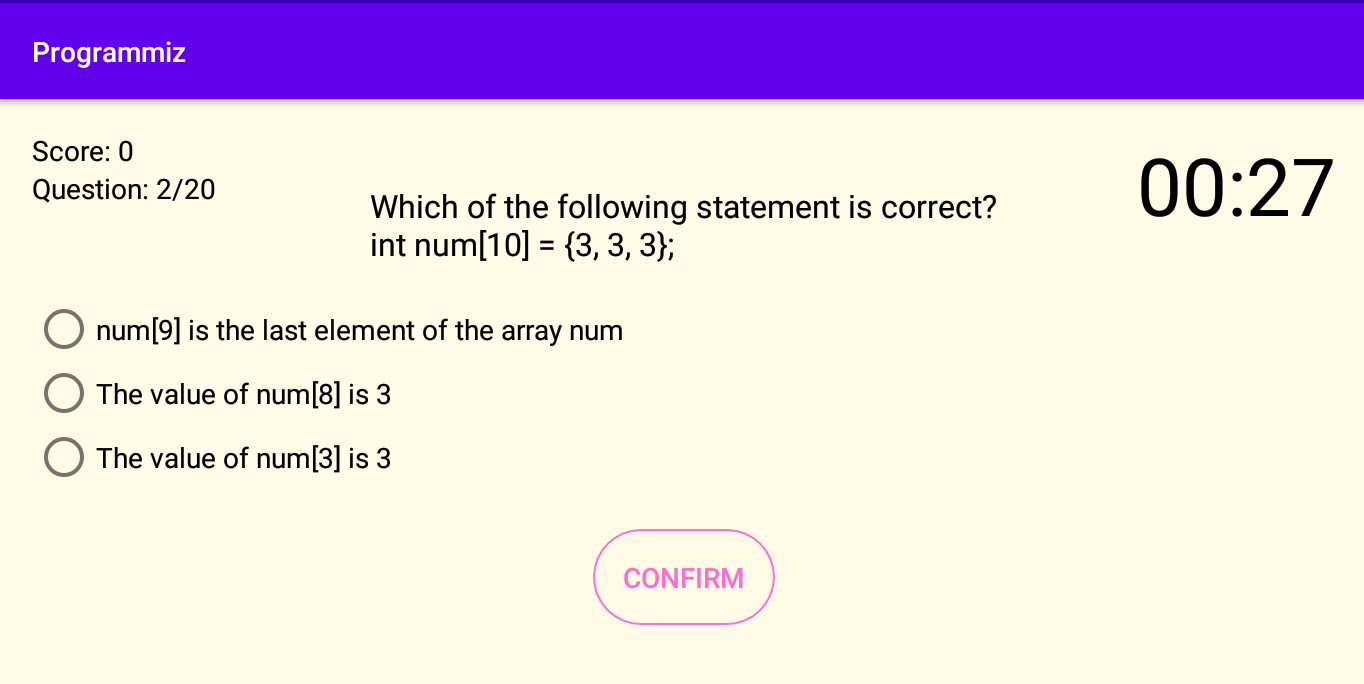 Programmiz
Score: 0
Question: 2/20
00:27
Which of the following statement is correct?
int num[10] = {3, 3, 3};
num[9] is the last element of the array num
The value of num[8] is 3
The value of num[3] is 3
CONFIRM